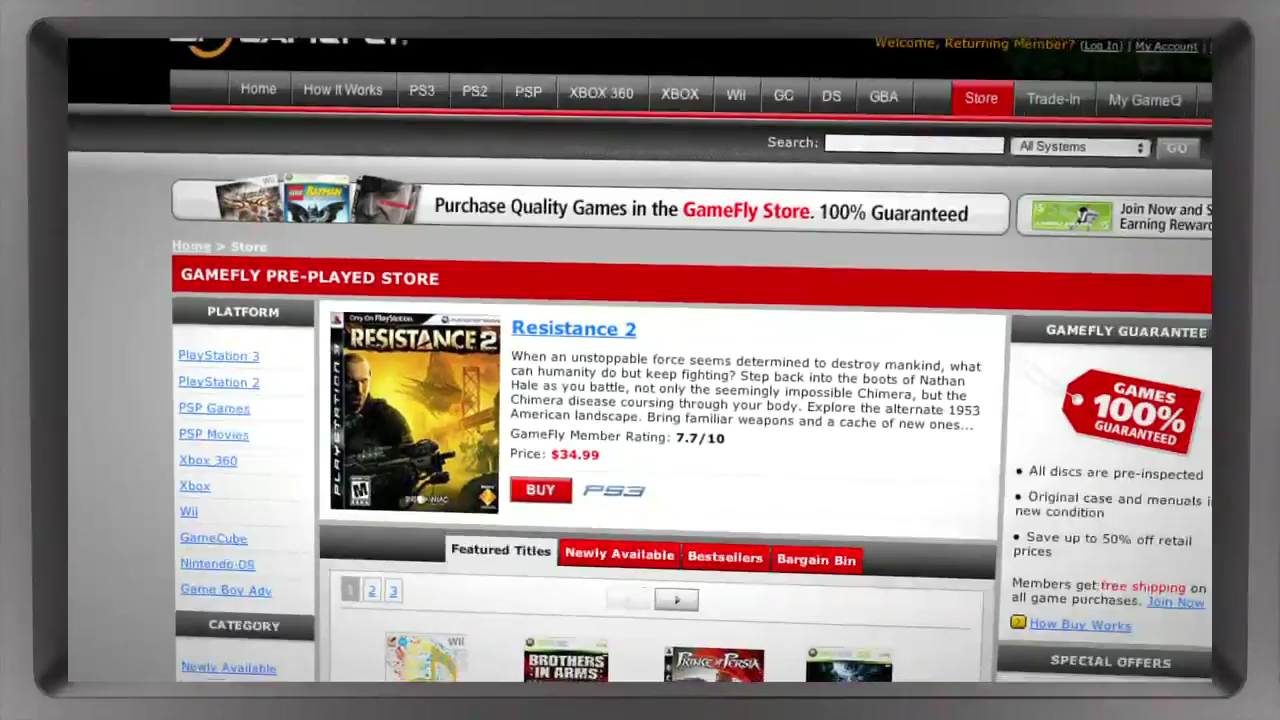 Welcome, Returning Member? (Log In) | My Account |
Home
How It Works
PS3
PS2
PSP
XBOX 360
XBOX
Wii
GC
DS
GBA
Store
Trade-In
My GameQ
Search:
All Systems
GO
Purchase Quality Games in the GameFly Store. 100% Guaranteed
Join Now and S
Earning Rewar
Home > Store
GAMEFLY PRE-PLAYED STORE
PLATFORM
PlayStation 3
PlayStation 2
PSP Games
PSP Movies
Xbox 360
Xbox
Wii
GameCube
Nintendo DS
Game Boy Adv
CATEGORY
Newly Available
Only On PlayStation
RESISTANCE 2
PLAYSTATION 3
Resistance 2
When an unstoppable force seems determined to destroy mankind, what
can humanity do but keep fighting? Step back into the boots of Nathan
Hale as you battle, not only the seemingly impossible Chimera, but the
Chimera disease coursing through your body. Explore the alternate 1953
American landscape. Bring familiar weapons and a cache of new ones...
GameFly Member Rating: 7.7/10
Price: $34.99
BUY
PS3
Featured Titles
Newly Available
Bestsellers
Bargain Bin
1
2
3
Wii
BROTHERS
IN ARMS
PRINCE OF PERSIA
GAMEFLY GUARANTEE
GAMES
100%
GUARANTEED
• All discs are pre-inspected
• Original case and manuals i
new condition
• Save up to 50% off retail
prices
Members get free shipping on
all game purchases. Join Now
How Buy Works
SPECIAL OFFERS